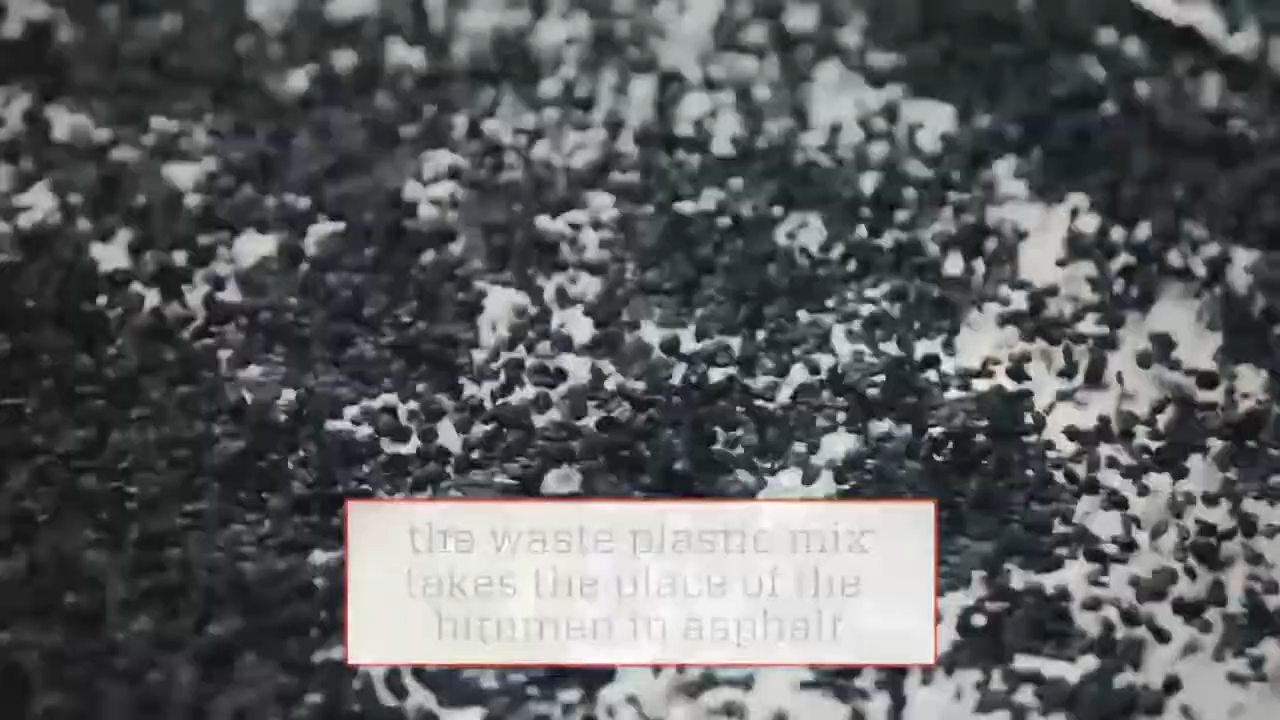 the waste plastic mix
takes the place of the
bitumen in asphalt